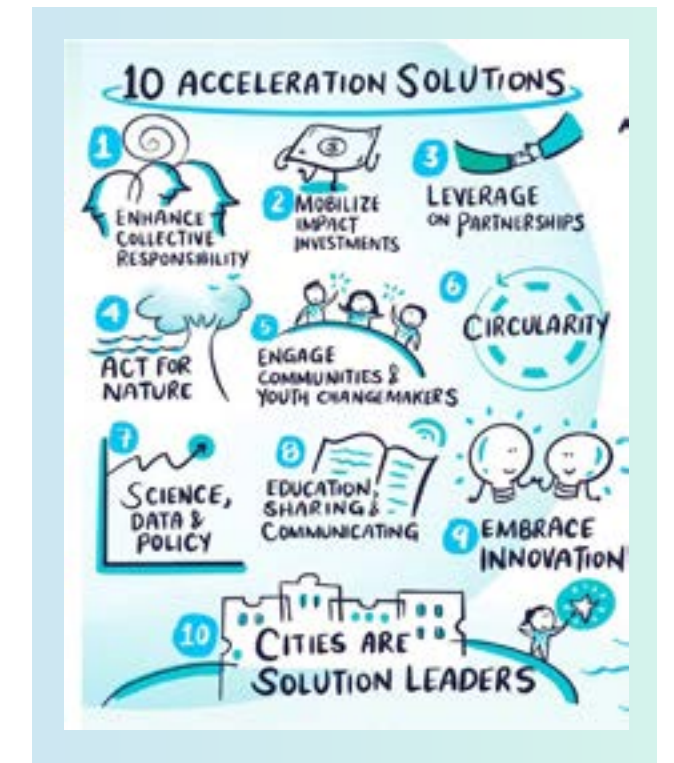 10 ACCELERATION SOLUTIONS
1
ENHANCE
COLLECTIVE
RESPONSIBILITY
$
2 MOBILIZE
IMPACT
INVESTMENTS
3
LEVERAGE
ON PARTNERSHIPS
4
ACT FOR
NATURE
5
ENGAGE
COMMUNITIES &
YOUTH CHANGEMAKERS
6
CIRCULARITY
7
SCIENCE,
DATA &
POLICY
8
EDUCATION,
SHARING &
COMMUNICATING
9 EMBRACE
INNOVATION
10
CITIES ARE
SOLUTION LEADERS